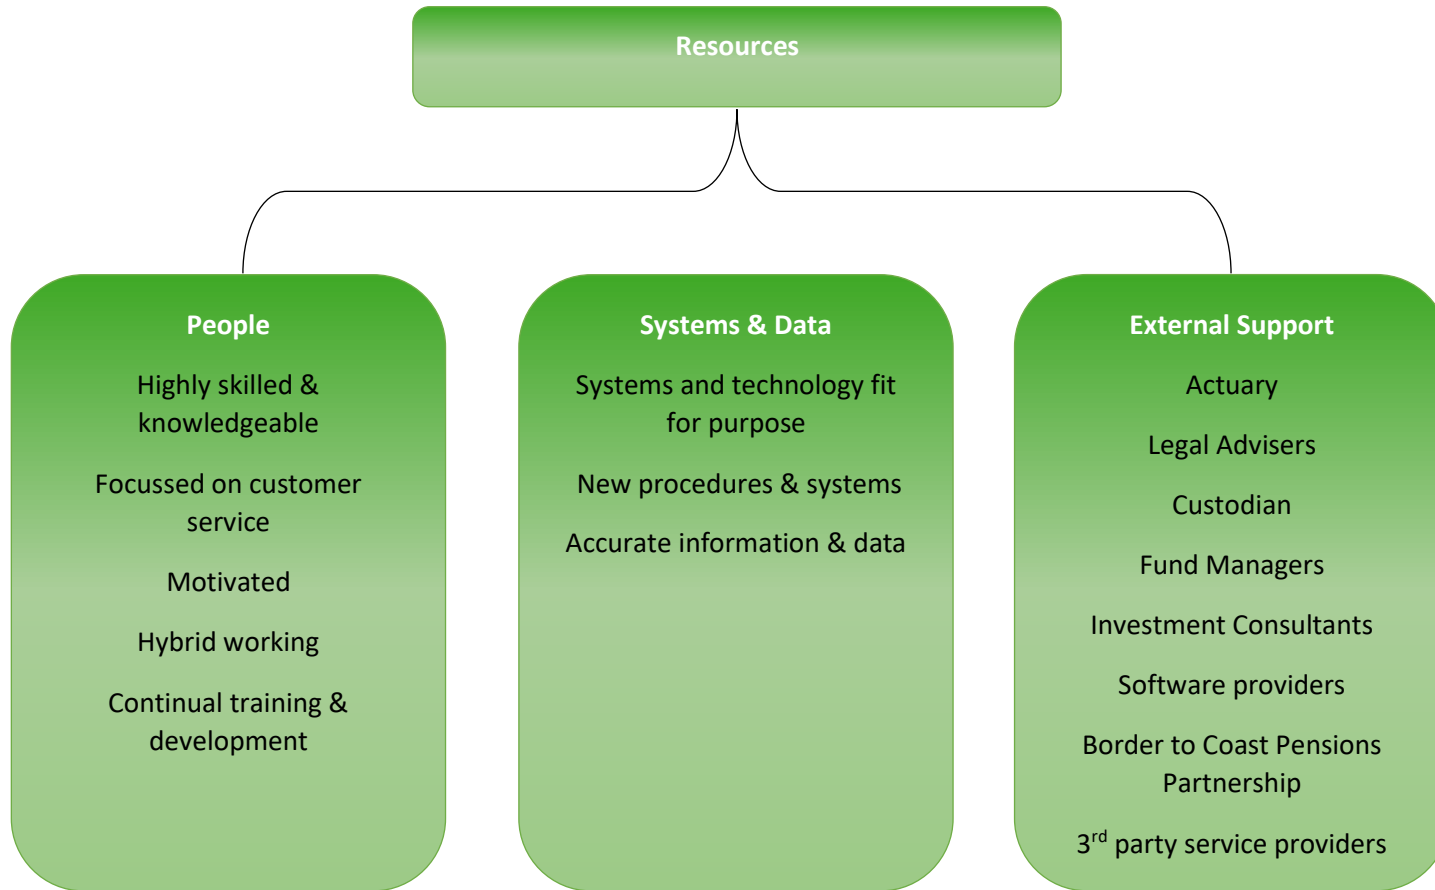 Resources
People
Highly skilled &
knowledgeable
Focussed on customer
service
Motivated
Hybrid working
Continual training &
development
Systems & Data
Systems and technology fit
for purpose
New procedures & systems
Accurate information & data
External Support
Actuary
Legal Advisers
Custodian
Fund Managers
Investment Consultants
Software providers
Border to Coast Pensions
Partnership
3rd party service providers